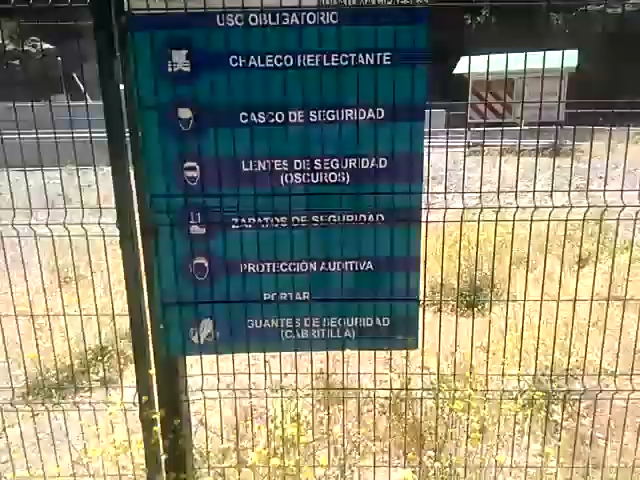 USO OBLIGATORIO
CHALECO REFLECTANTE
CASCO DE SEGURIDAD
LENTES DE SEGURIDAD
(OSCUROS)
ZAPATOS DE SEGURIDAD
PROTECCIÓN AUDITIVA
PORTAR
GUANTES DE SEGURIDAD
(CABRITILLA)